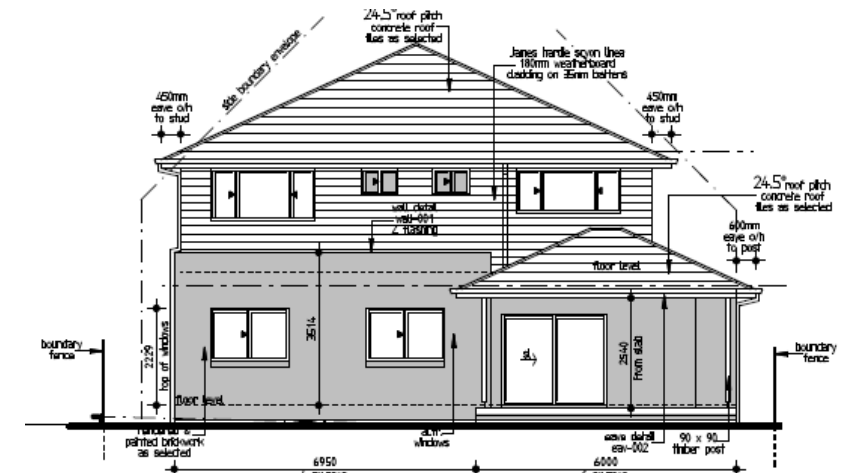 24.5° roof pitch
concrete roof
tiles as selected
side boundary envelope
James hardie scyon linea
180mm weatherboard
cladding on 35mm battens
450mm
eave o/h
to stud
450mm
eave o/h
to stud
24.5° roof pitch
concrete roof
tiles as selected
wall detail
wall-001
& flashing
600mm
eave o/h
to post
floor level
boundary
fence
2229
top of windows
3514
2540
from slab
sl
boundary
fence
floor level
rendered &
painted brickwork
as selected
windows
eave detail
eav-002
90 x 90
timber post
6950
6000